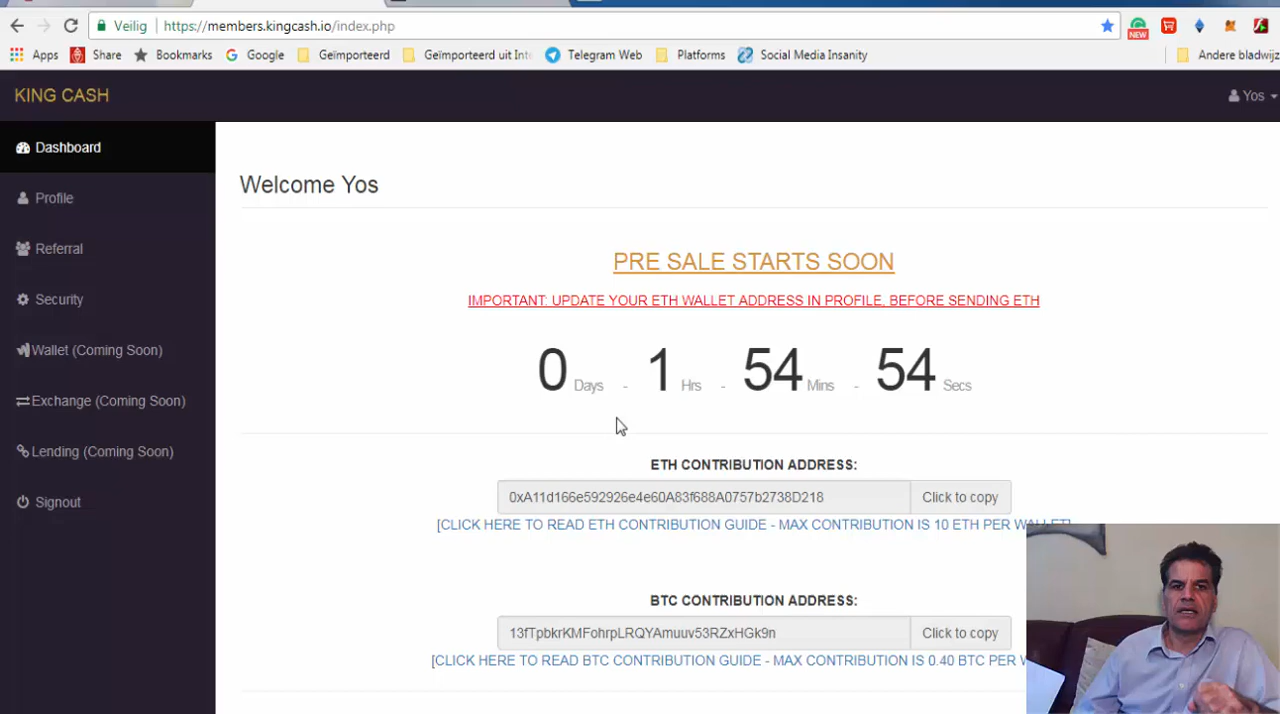 Veilig
https://members.kingcash.io/index.php
NEW
Apps
Share
Bookmarks
Google
Geïmporteerd
Geïmporteerd uit Int
Telegram Web
Platforms
Social Media Insanity
Andere bladwijz
KING CASH
Yos
Dashboard
Profile
Referral
Security
Wallet (Coming Soon)
Exchange (Coming Soon)
Lending (Coming Soon)
Signout
Welcome Yos
PRE SALE STARTS SOON
IMPORTANT: UPDATE YOUR ETH WALLET ADDRESS IN PROFILE, BEFORE SENDING ETH
0 Days - 1 Hrs - 54 Mins - 54 Secs
ETH CONTRIBUTION ADDRESS:
0xA11d166e592926e4e60A83f688A0757b2738D218 Click to copy
[CLICK HERE TO READ ETH CONTRIBUTION GUIDE - MAX CONTRIBUTION IS 10 ETH PER WALLET]
BTC CONTRIBUTION ADDRESS:
13fTpbkrKMFohrpLRQYAmuuv53RZxHGk9n Click to copy
[CLICK HERE TO READ BTC CONTRIBUTION GUIDE - MAX CONTRIBUTION IS 0.40 BTC PER W